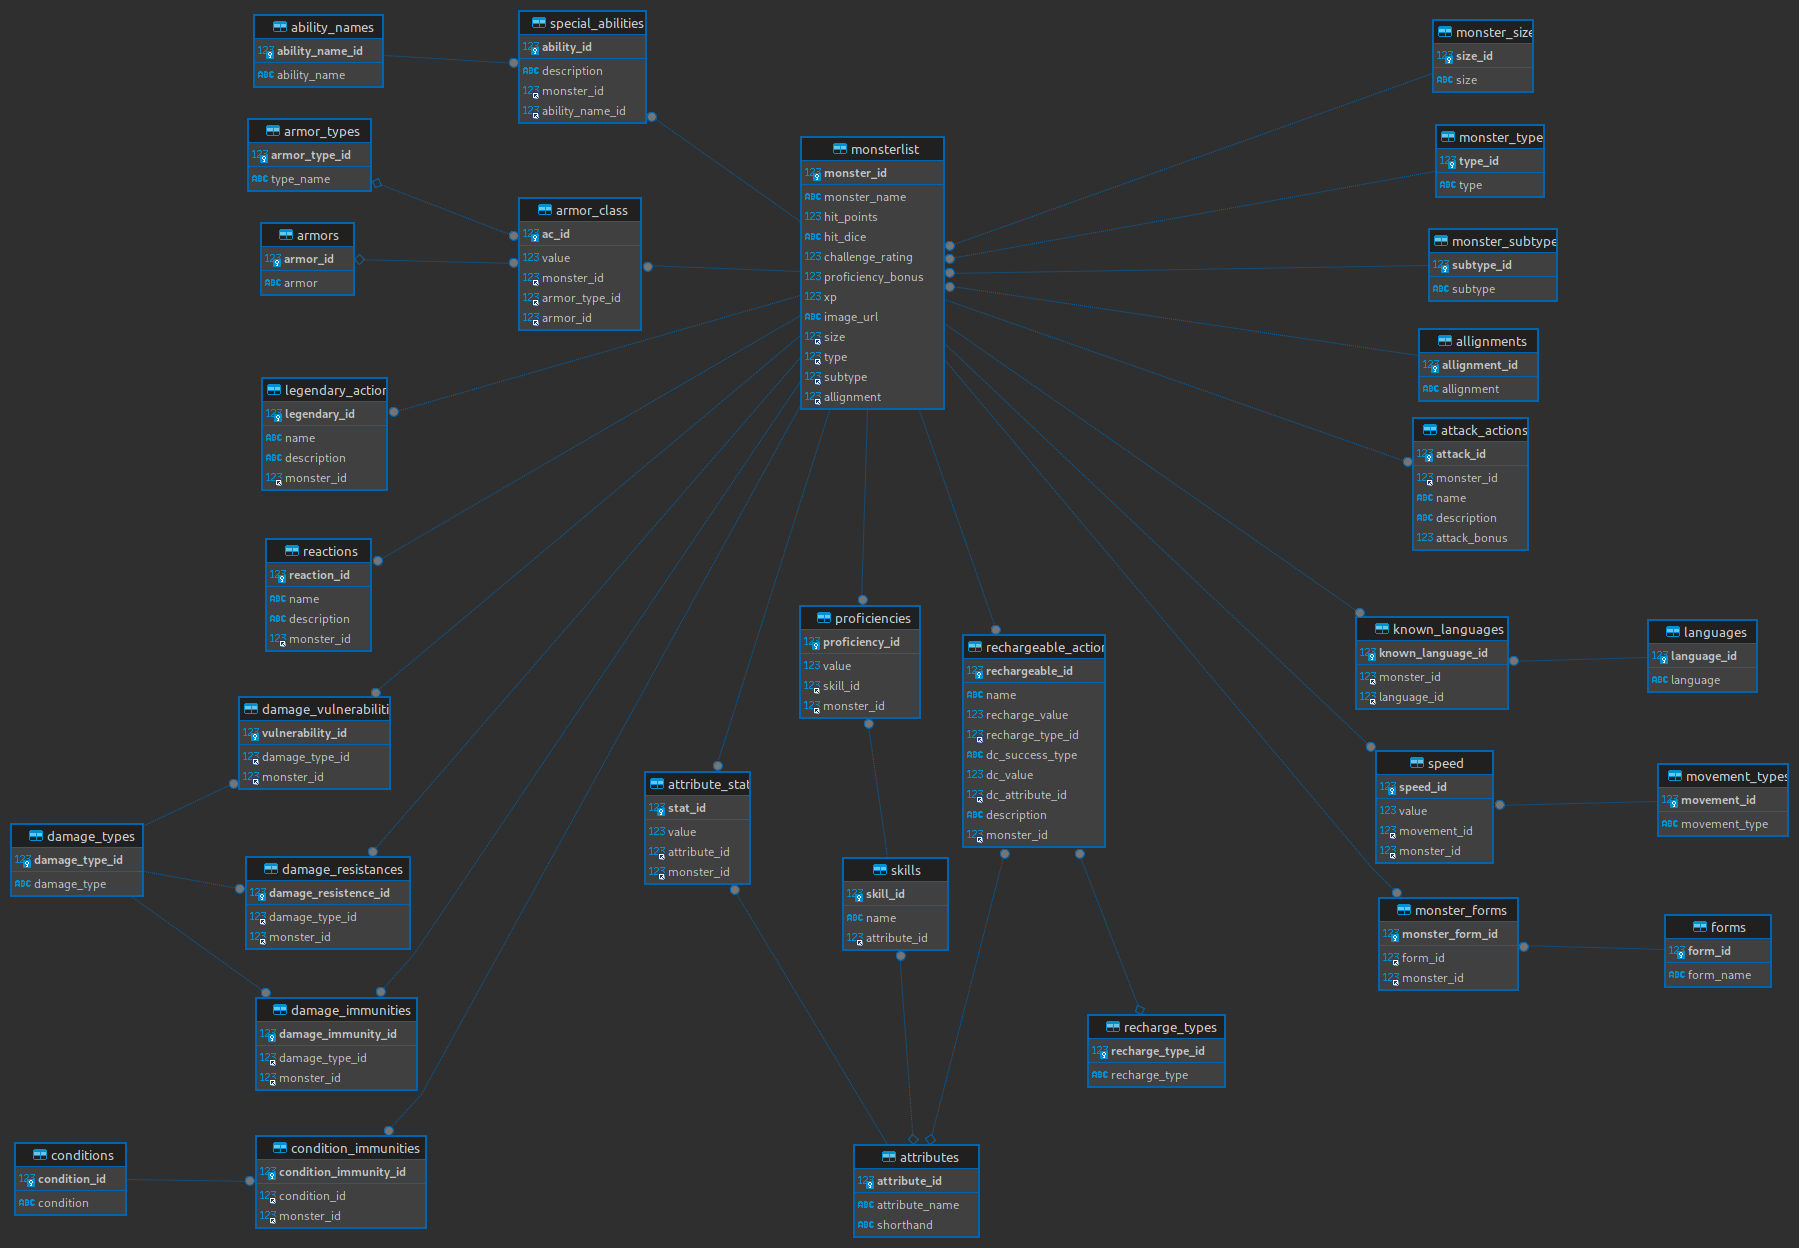 ability_names
123 ability_name_id
ABC ability_name
special_abilities
123 ability_id
ABC description
123 monster_id
123 ability_name_id
monster_size
123 size_id
ABC size
armor_types
123 armor_type_id
ABC type_name
monster_type
123 type_id
ABC type
monsterlist
123 monster_id
ABC monster_name
123 hit_points
ABC hit_dice
123 challenge_rating
123 proficiency_bonus
123 xp
ABC image_url
123 size
123 type
123 subtype
123 allignment
armor_class
123 ac_id
123 value
123 monster_id
123 armor_type_id
123 armor_id
armors
123 armor_id
ABC armor
monster_subtype
123 subtype_id
ABC subtype
allignments
123 allignment_id
ABC allignment
legendary_action
123 legendary_id
ABC name
ABC description
123 monster_id
attack_actions
123 attack_id
123 monster_id
ABC name
ABC description
123 attack_bonus
reactions
123 reaction_id
ABC name
ABC description
123 monster_id
proficiencies
123 proficiency_id
123 value
123 skill_id
123 monster_id
rechargeable_action
123 rechargeable_id
ABC name
123 recharge_value
123 recharge_type_id
ABC dc_success_type
123 dc_value
123 dc_attribute_id
ABC description
123 monster_id
known_languages
123 known_language_id
123 monster_id
123 language_id
languages
123 language_id
ABC language
damage_vulnerabiliti
123 vulnerability_id
123 damage_type_id
123 monster_id
attribute_stat
123 stat_id
123 value
123 attribute_id
123 monster_id
speed
123 speed_id
123 value
123 movement_id
123 monster_id
movement_types
123 movement_id
ABC movement_type
damage_types
123 damage_type_id
ABC damage_type
damage_resistances
123 damage_resistence_id
123 damage_type_id
123 monster_id
skills
123 skill_id
ABC name
123 attribute_id
monster_forms
123 monster_form_id
123 form_id
123 monster_id
forms
123 form_id
ABC form_name
damage_immunities
123 damage_immunity_id
123 damage_type_id
123 monster_id
recharge_types
123 recharge_type_id
ABC recharge_type
conditions
123 condition_id
ABC condition
condition_immunities
123 condition_immunity_id
123 condition_id
123 monster_id
attributes
123 attribute_id
ABC attribute_name
ABC shorthand